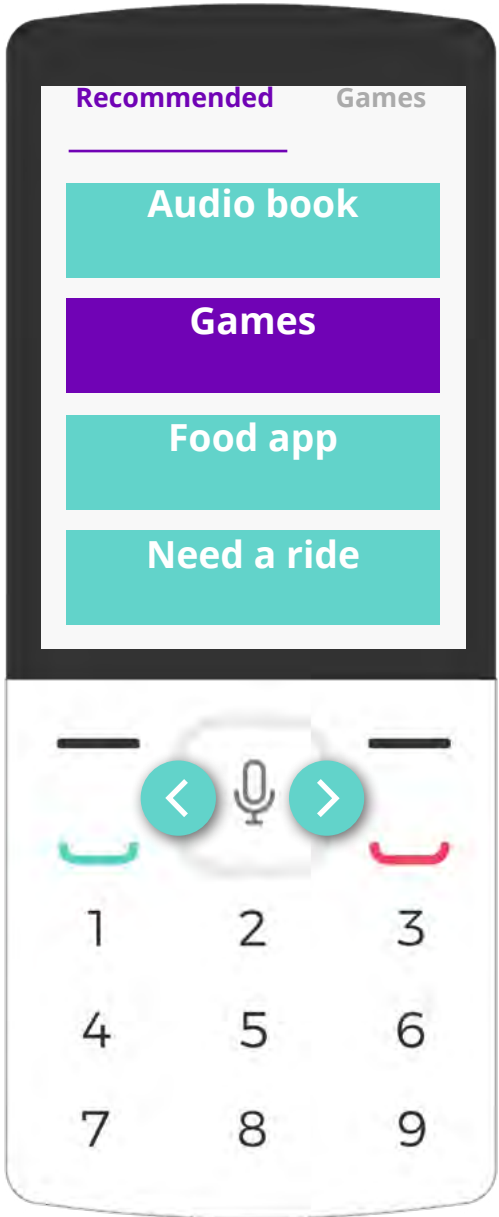 Recommended Games
Audio book
Games
Food app
Need a ride
1 2 3
4 5 6
7 8 9